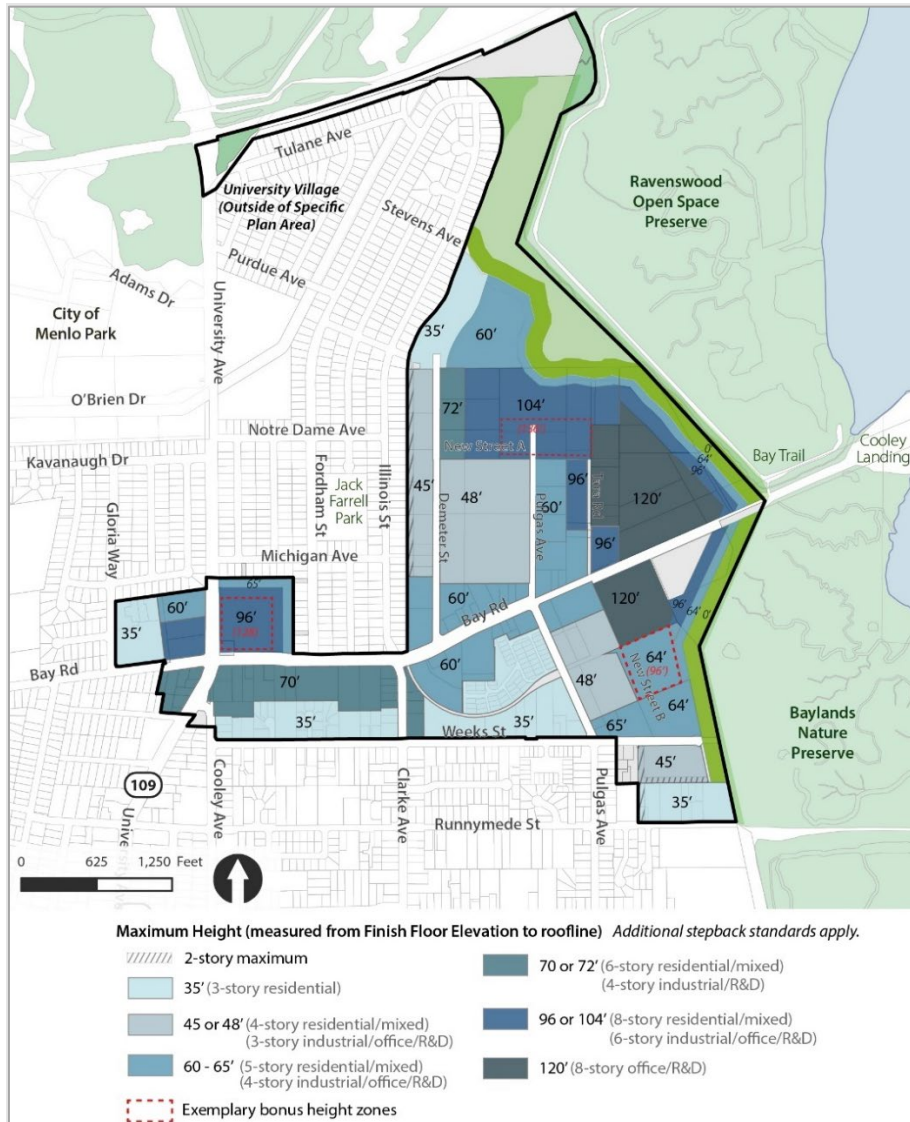 Tulane Ave
University Village
(Outside of Specific
Plan Area)
Stevens Ave
Purdue Ave
Ravenswood
Open Space
Preserve
Adams Dr
City of
Menlo Park
University Ave
O'Brien Dr
35'
60'
72'
104'
Notre Dame Ave
New Street A
Kavanaugh Dr
Fordham St
Illinois St
Jack
Farrell
Park
Gloria Way
45'
48'
Demeter St
60'
Pulgas Ave
96'
96'
120'
0'
64'
96'
Bay Trail
Cooley
Landing
Michigan Ave
65'
60'
96'
35'
60'
Bay Rd
120'
96'
64'
0'
Bay Rd
60'
48'
64'
(96')
New Street B
64'
70'
35'
35'
Weeks St
65'
45'
35'
Baylands
Nature
Preserve
109
Cooley Ave
Clarke Ave
Pulgas Ave
Runnymede St
0 625 1,250 Feet
Maximum Height (measured from Finish Floor Elevation to roofline) Additional stepback standards apply.
2-story maximum
35' (3-story residential)
45 or 48' (4-story residential/mixed)
(3-story industrial/office/R&D)
60 - 65' (5-story residential/mixed)
(4-story industrial/office/R&D)
Exemplary bonus height zones
70 or 72' (6-story residential/mixed)
(4-story industrial/R&D)
96 or 104' (8-story residential/mixed)
(6-story industrial/office/R&D)
120' (8-story office/R&D)